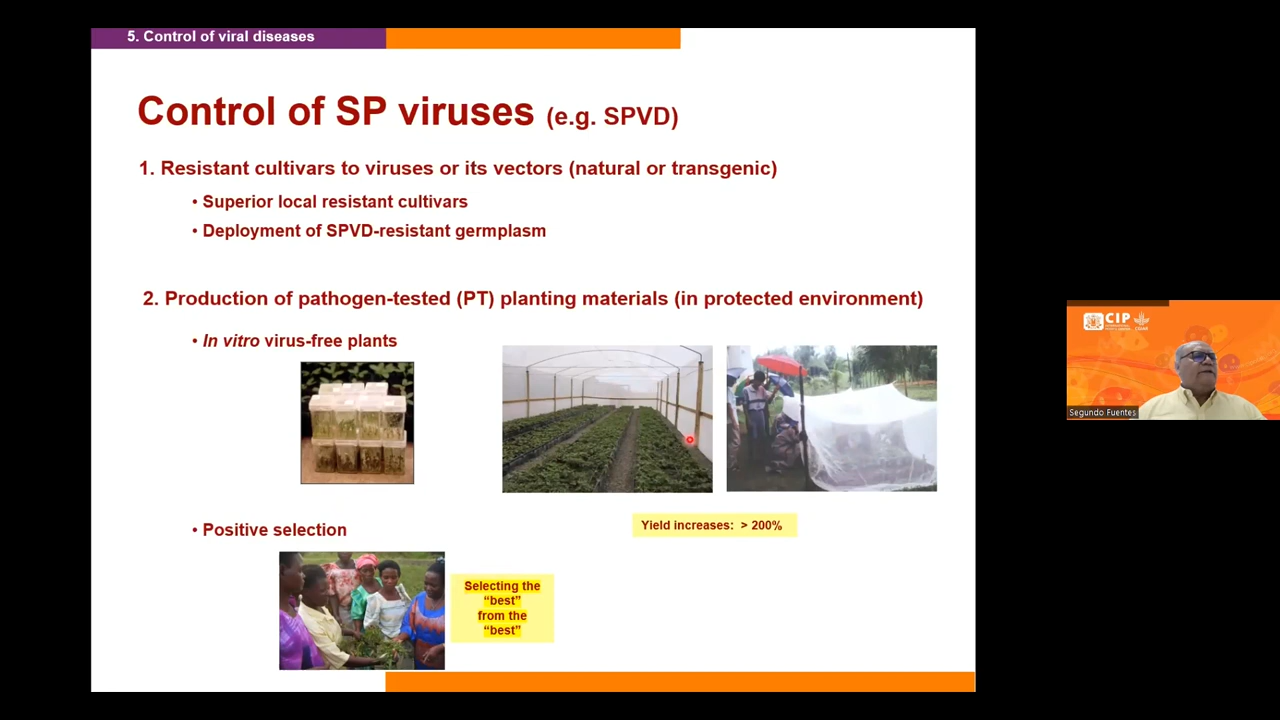 5. Control of viral diseases
Control of SP viruses (e.g. SPVD)
1. Resistant cultivars to viruses or its vectors (natural or transgenic)
• Superior local resistant cultivars
• Deployment of SPVD-resistant germplasm
2. Production of pathogen-tested (PT) planting materials (in protected environment)
• In vitro virus-free plants
• Positive selection
Yield increases: > 200%
Selecting the
“best”
from the
“best”
CIP
Segundo Fuentes